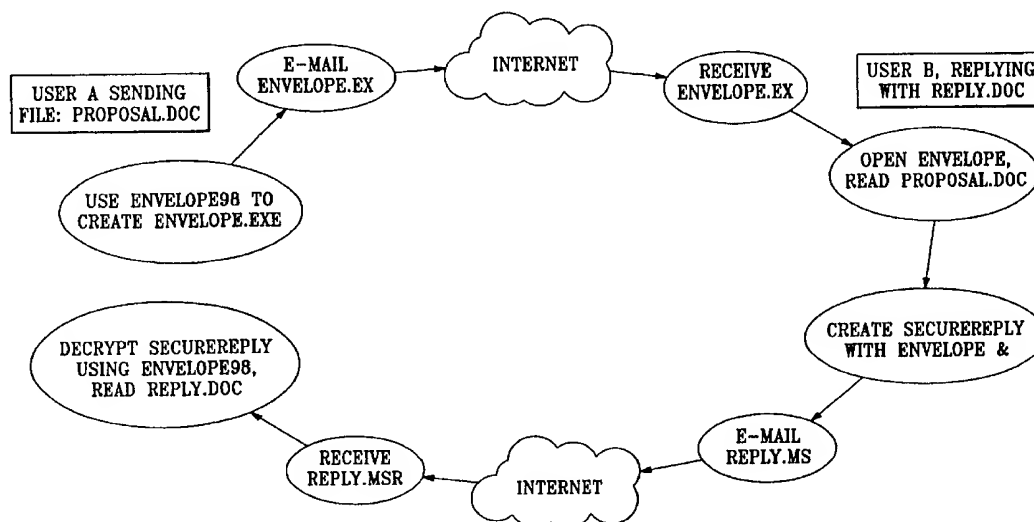 USER A SENDING
FILE: PROPOSAL.DOC
E-MAIL
ENVELOPE.EX
INTERNET
RECEIVE
ENVELOPE.EX
USER B, REPLYING
WITH REPLY.DOC
OPEN ENVELOPE,
READ PROPOSAL.DOC
USE ENVELOPE98 TO
CREATE ENVELOPE.EXE
CREATE SECUREREPLY
WITH ENVELOPE &
DECRYPT SECUREREPLY
USING ENVELOPE98,
READ REPLY.DOC
E-MAIL
REPLY.MS
INTERNET
RECEIVE
REPLY.MSR